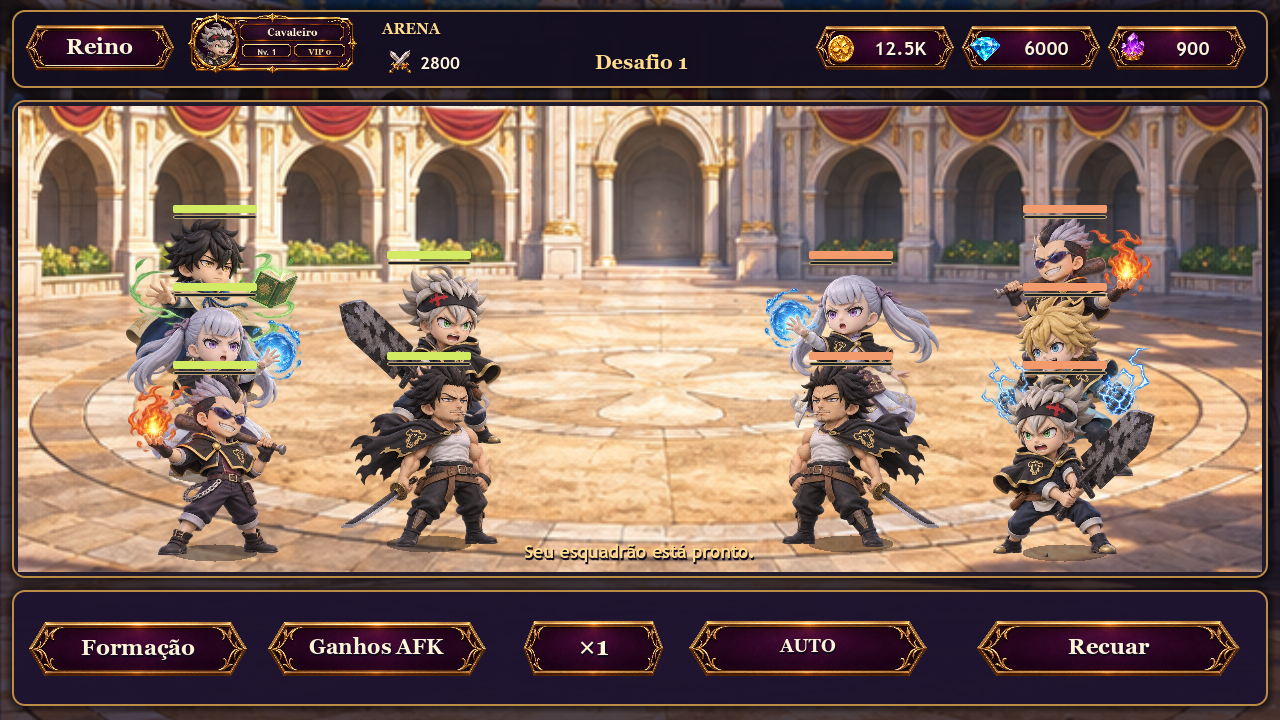 Reino
Cavaleiro
Nv. 1
VIP 0
ARENA
2800
Desafio 1
12.5K
6000
900
Seu esquadrão está pronto.
Formação
Ganhos AFK
×1
AUTO
Recuar